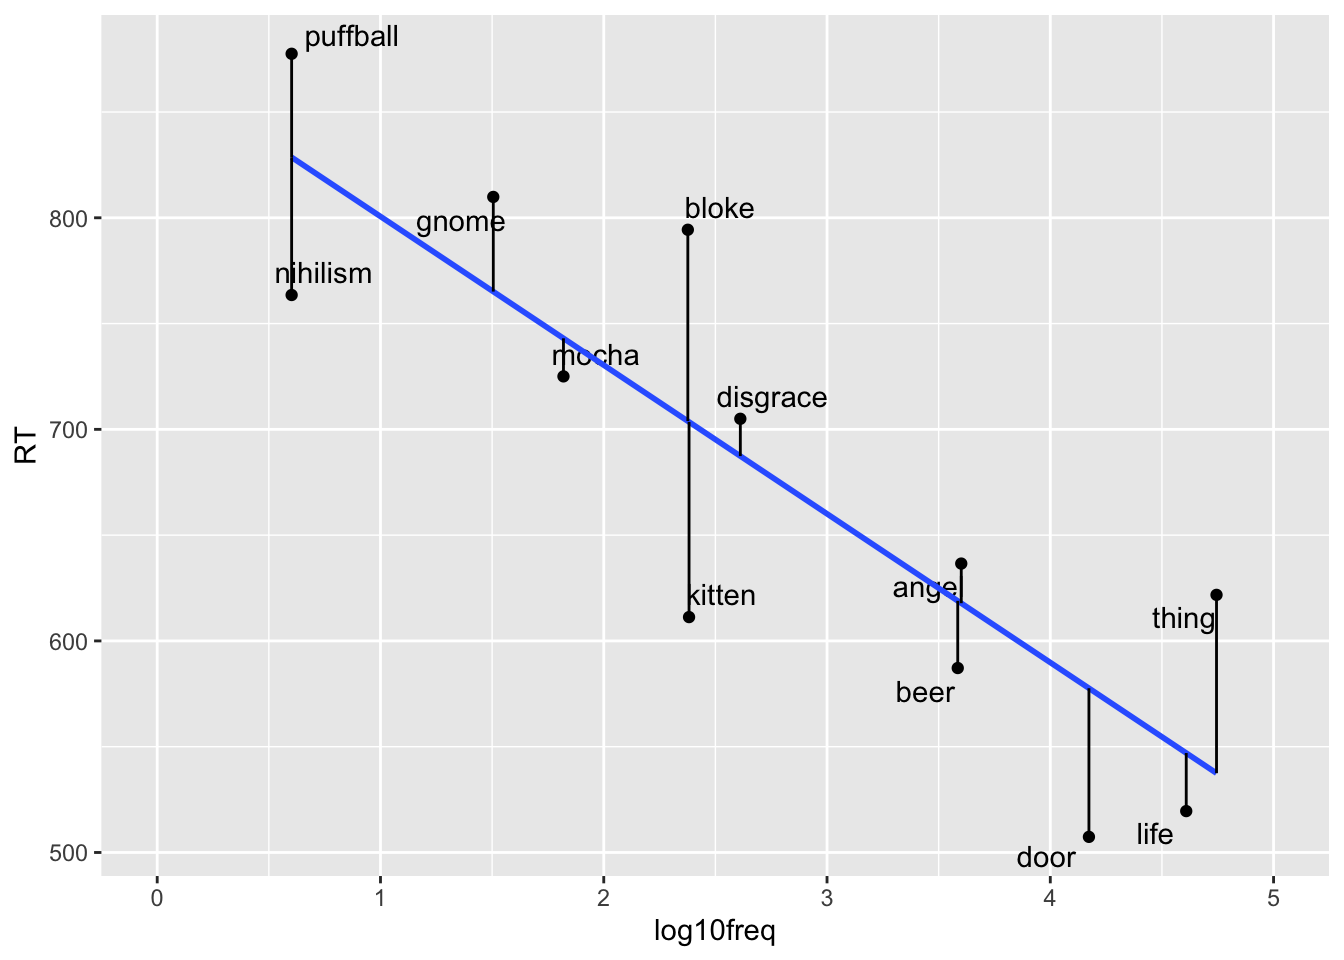 puffball
800
bloke
gnome
nihilism
mocha
disgrace
700
RT
kitten
ange
thing
600
beer
life
door
500
0 1 2 3 4 5
log10freq